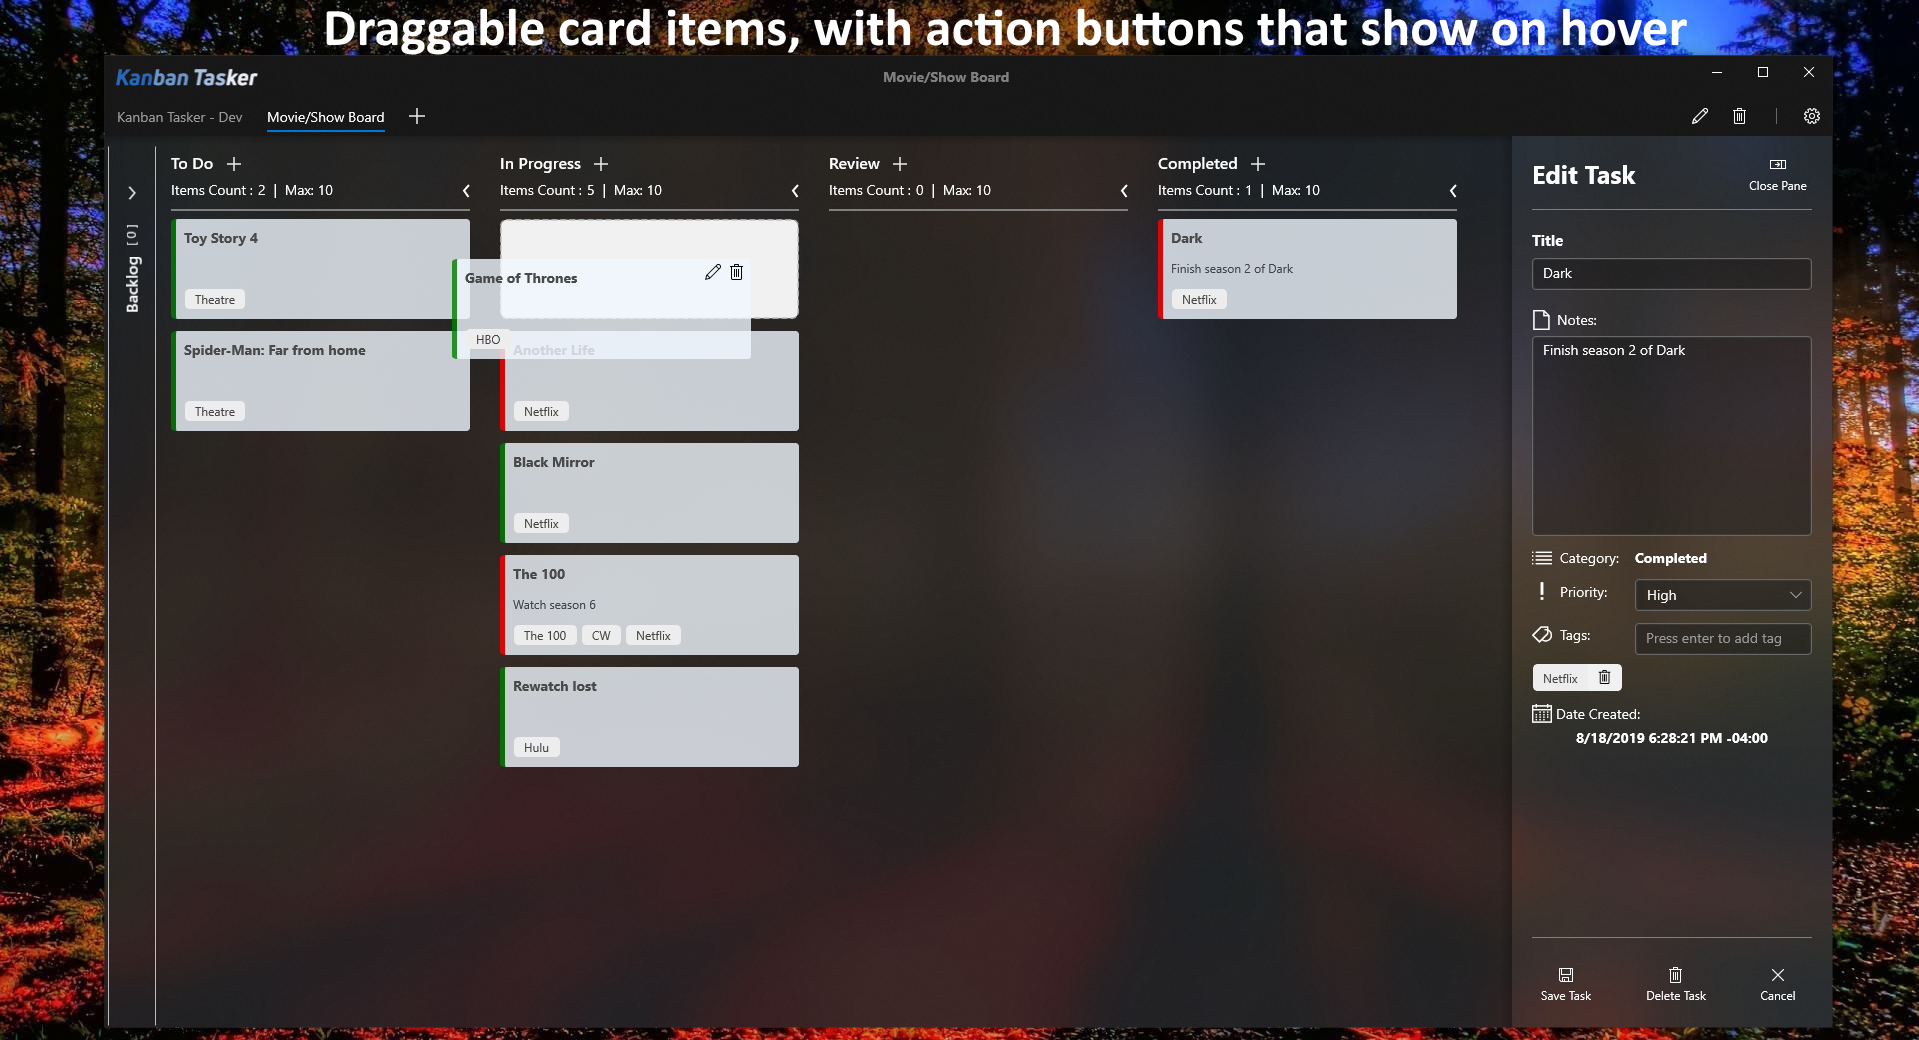 Draggable card items, with action buttons that show on hover
Kanban Tasker
Movie/Show Board
Kanban Tasker - Dev
Movie/Show Board
Backlog [0]
To Do
Items Count : 2 | Max: 10
Toy Story 4
Theatre
Spider-Man: Far from home
Theatre
In Progress
Items Count : 5 | Max: 10
Game of Thrones
HBO
Another Life
Netflix
Black Mirror
Netflix
The 100
Watch season 6
The 100 CW Netflix
Rewatch lost
Hulu
Review
Items Count : 0 | Max: 10
Completed
Items Count : 1 | Max: 10
Dark
Finish season 2 of Dark
Netflix
Edit Task
Close Pane
Title
Dark
Notes:
Finish season 2 of Dark
Category: Completed
Priority: High
Tags: Press enter to add tag
Netflix
Date Created:
8/18/2019 6:28:21 PM -04:00
Save Task
Delete Task
Cancel